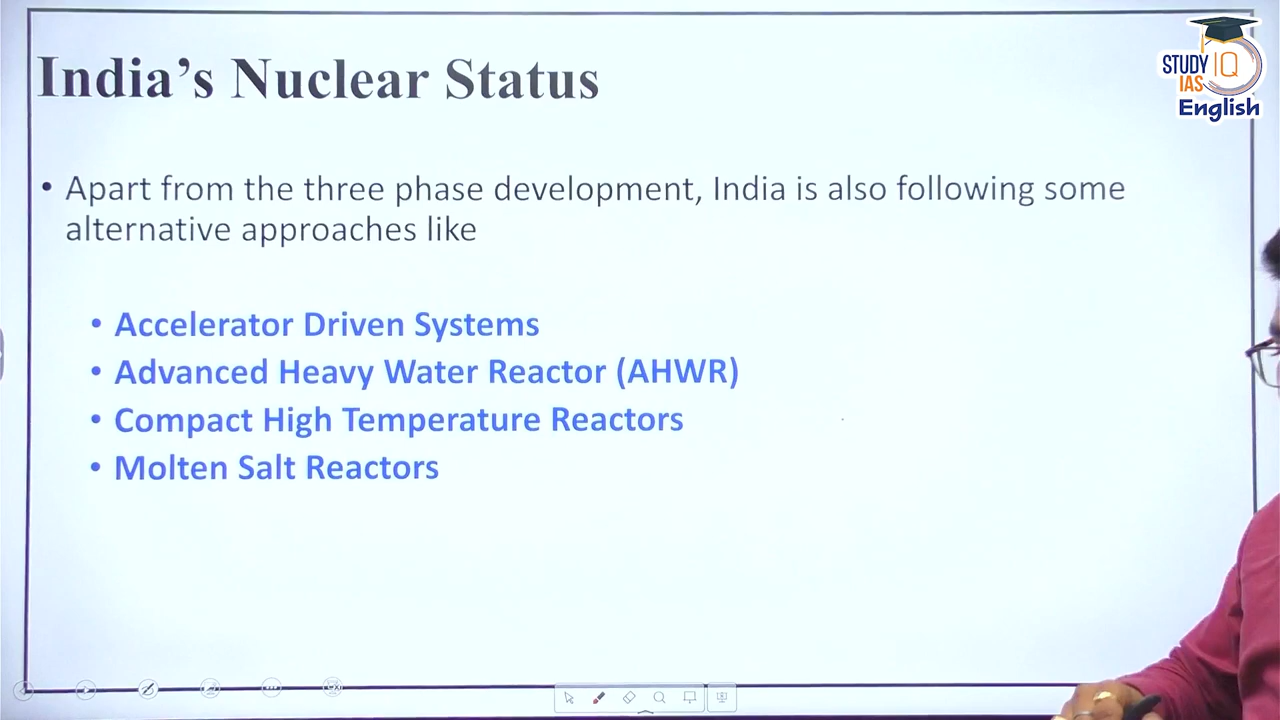 India’s Nuclear Status
STUDY IQ
IAS
English
• Apart from the three phase development, India is also following some
alternative approaches like
• Accelerator Driven Systems
• Advanced Heavy Water Reactor (AHWR)
• Compact High Temperature Reactors
• Molten Salt Reactors